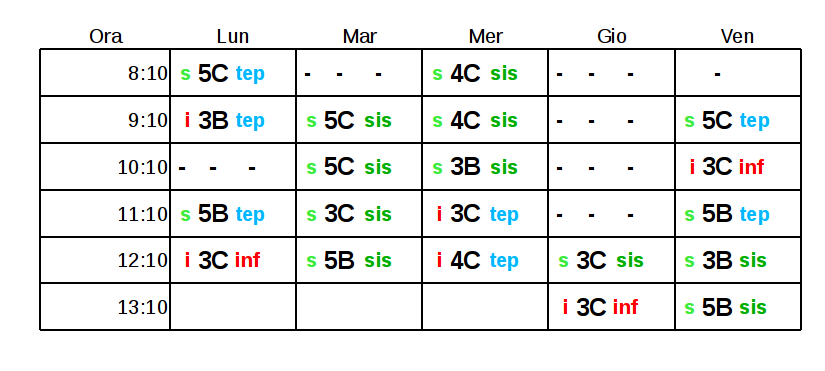 Ora Lun Mar Mer Gio Ven
8:10 s 5C tep - - - s 4C sis - - - -
9:10 i 3B tep s 5C sis s 4C sis - - - s 5C tep
10:10 - - - s 5C sis s 3B sis - - - i 3C inf
11:10 s 5B tep s 3C sis i 3C tep - - - s 5B tep
12:10 i 3C inf s 5B sis i 4C tep s 3C sis s 3B sis
13:10 i 3C inf s 5B sis